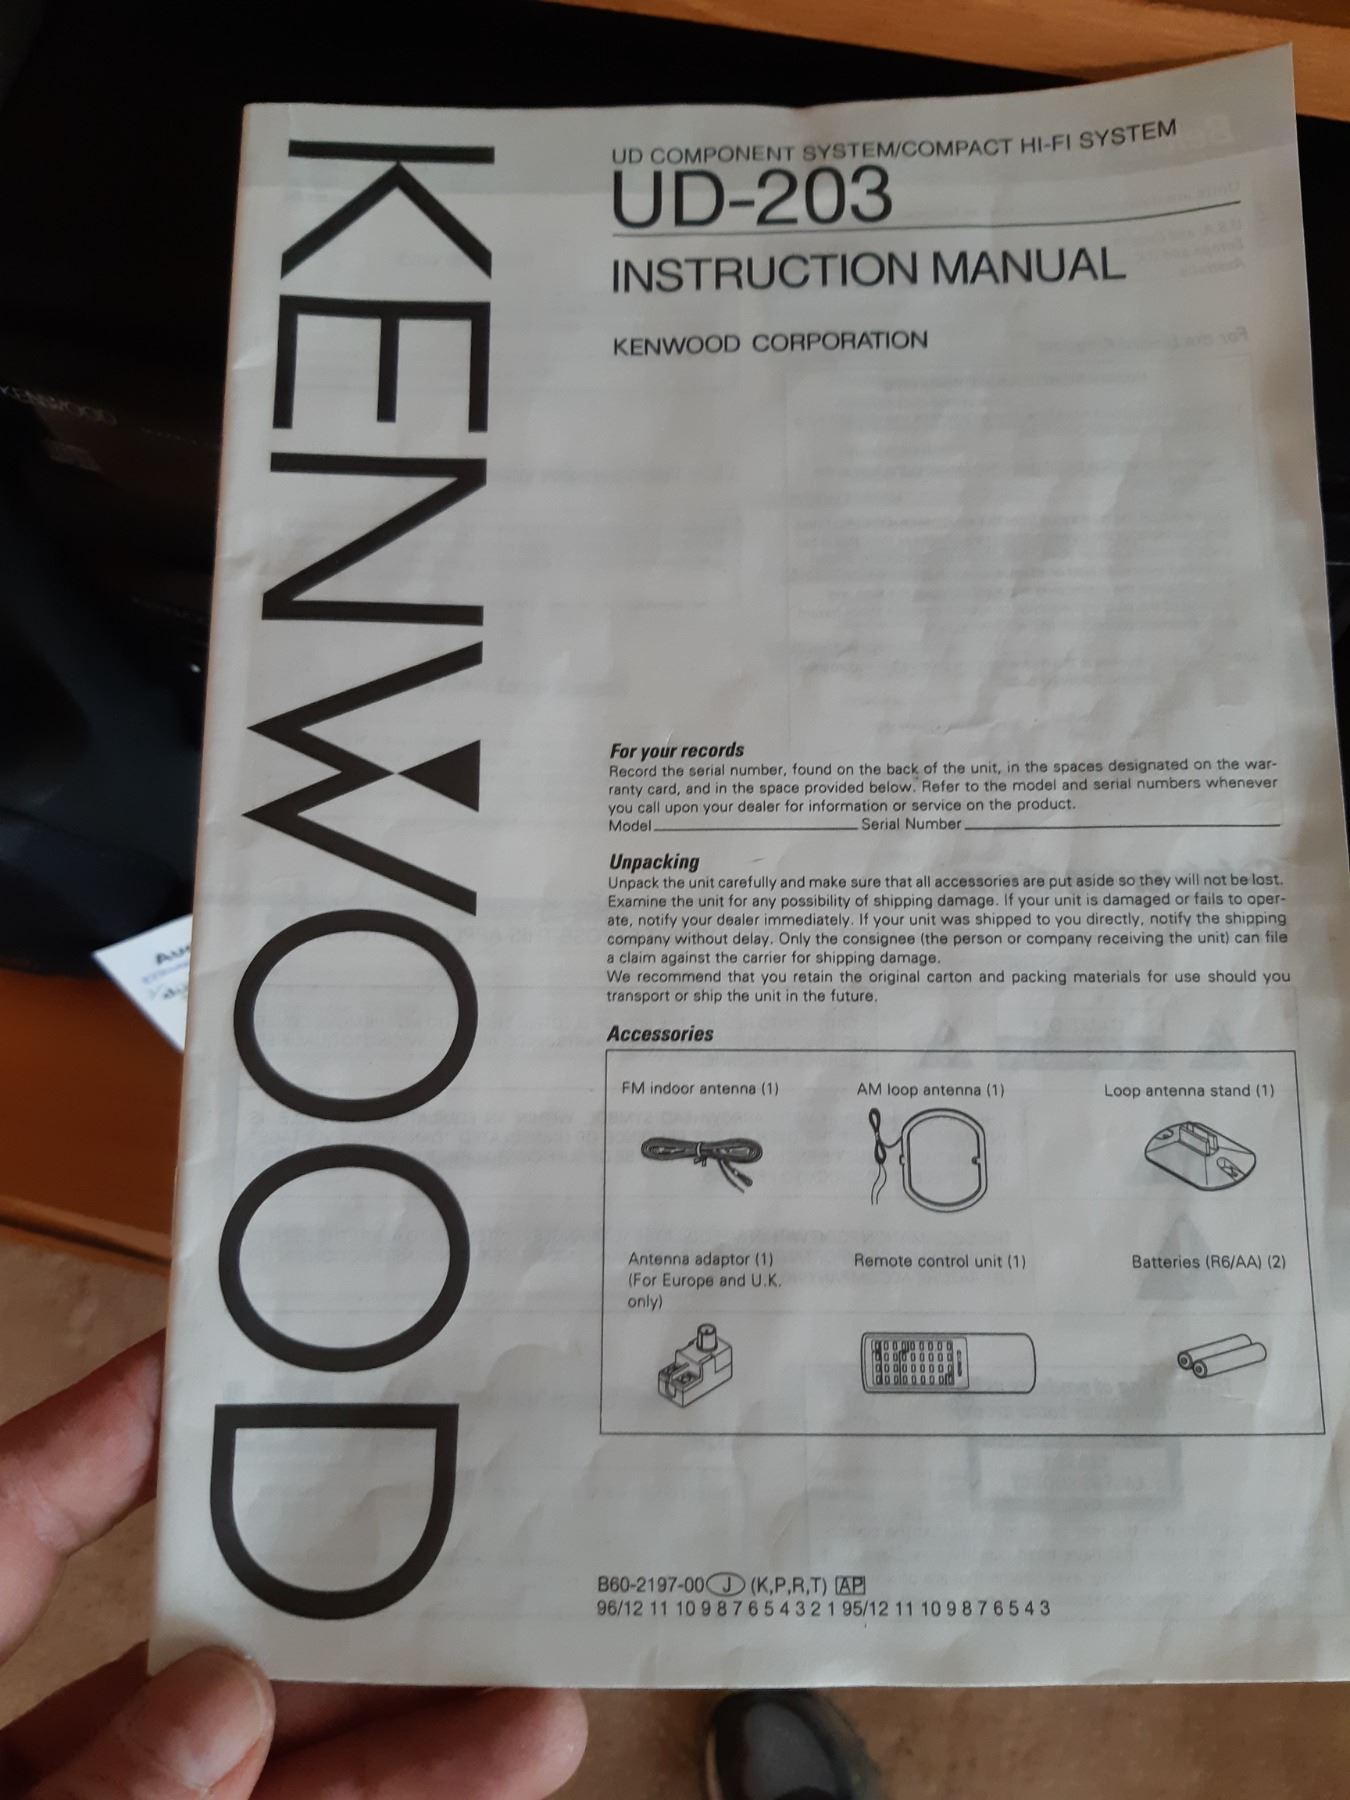 KENWOOD
UD COMPONENT SYSTEM/COMPACT HI-FI SYSTEM
UD-203
INSTRUCTION MANUAL
KENWOOD CORPORATION
KENWOOD
For your records
Record the serial number, found on the back of the unit, in the spaces designated on the war-
ranty card, and in the space provided below. Refer to the model and serial numbers whenever
you call upon your dealer for information or service on the product.
Model Serial Number
Unpacking
Unpack the unit carefully and make sure that all accessories are put aside so they will not be lost.
Examine the unit for any possibility of shipping damage. If your unit is damaged or fails to oper-
ate, notify your dealer immediately. If your unit was shipped to you directly, notify the shipping
company without delay. Only the consignee (the person or company receiving the unit) can file
a claim against the carrier for shipping damage.
We recommend that you retain the original carton and packing materials for use should you
transport or ship the unit in the future.
Accessories
FM indoor antenna (1)
AM loop antenna (1)
Loop antenna stand (1)
Antenna adaptor (1)
(For Europe and U.K.
only)
Remote control unit (1)
Batteries (R6/AA) (2)
B60-2197-00 J (K,P,R,T) AP
96/12 11 10 9 8 7 6 5 4 3 2 1 95/12 11 10 9 8 7 6 5 4 3